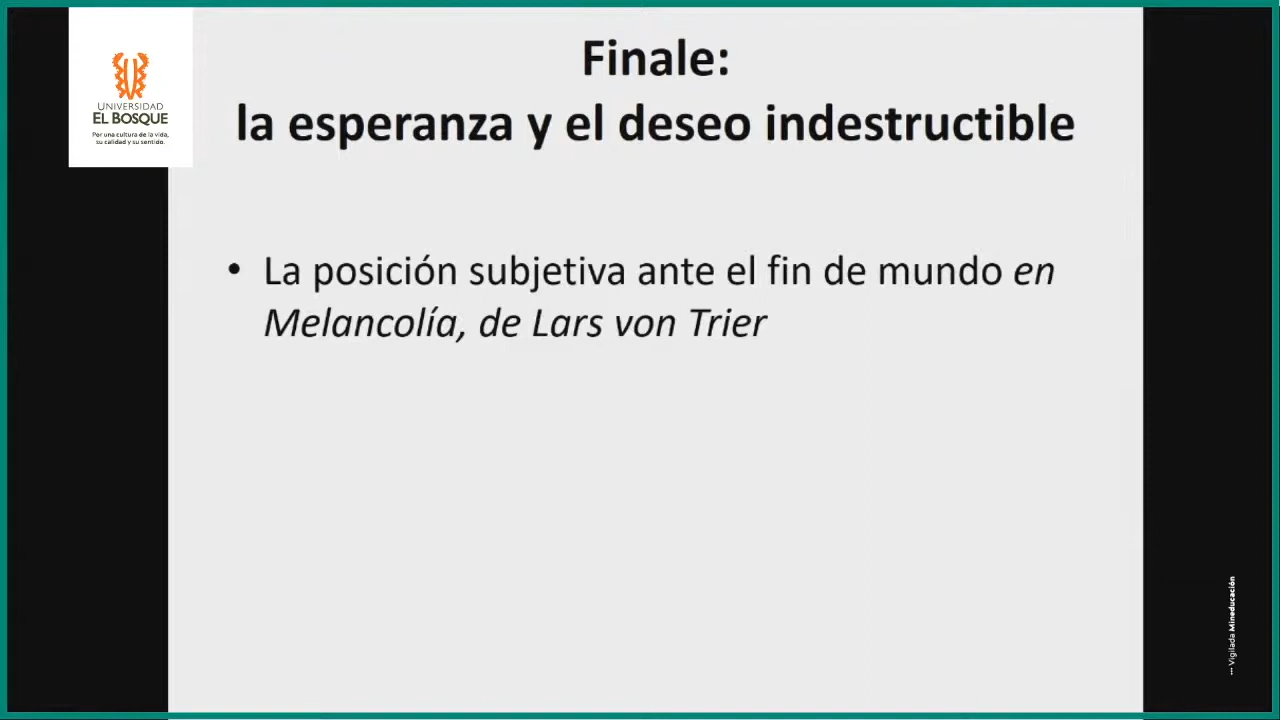 Finale:
la esperanza y el deseo indestructible
UNIVERSIDAD
EL BOSQUE
Por una cultura de la vida,
su calidad y su sentido.
• La posición subjetiva ante el fin de mundo en
Melancolía, de Lars von Trier
Vigilada Mineducación